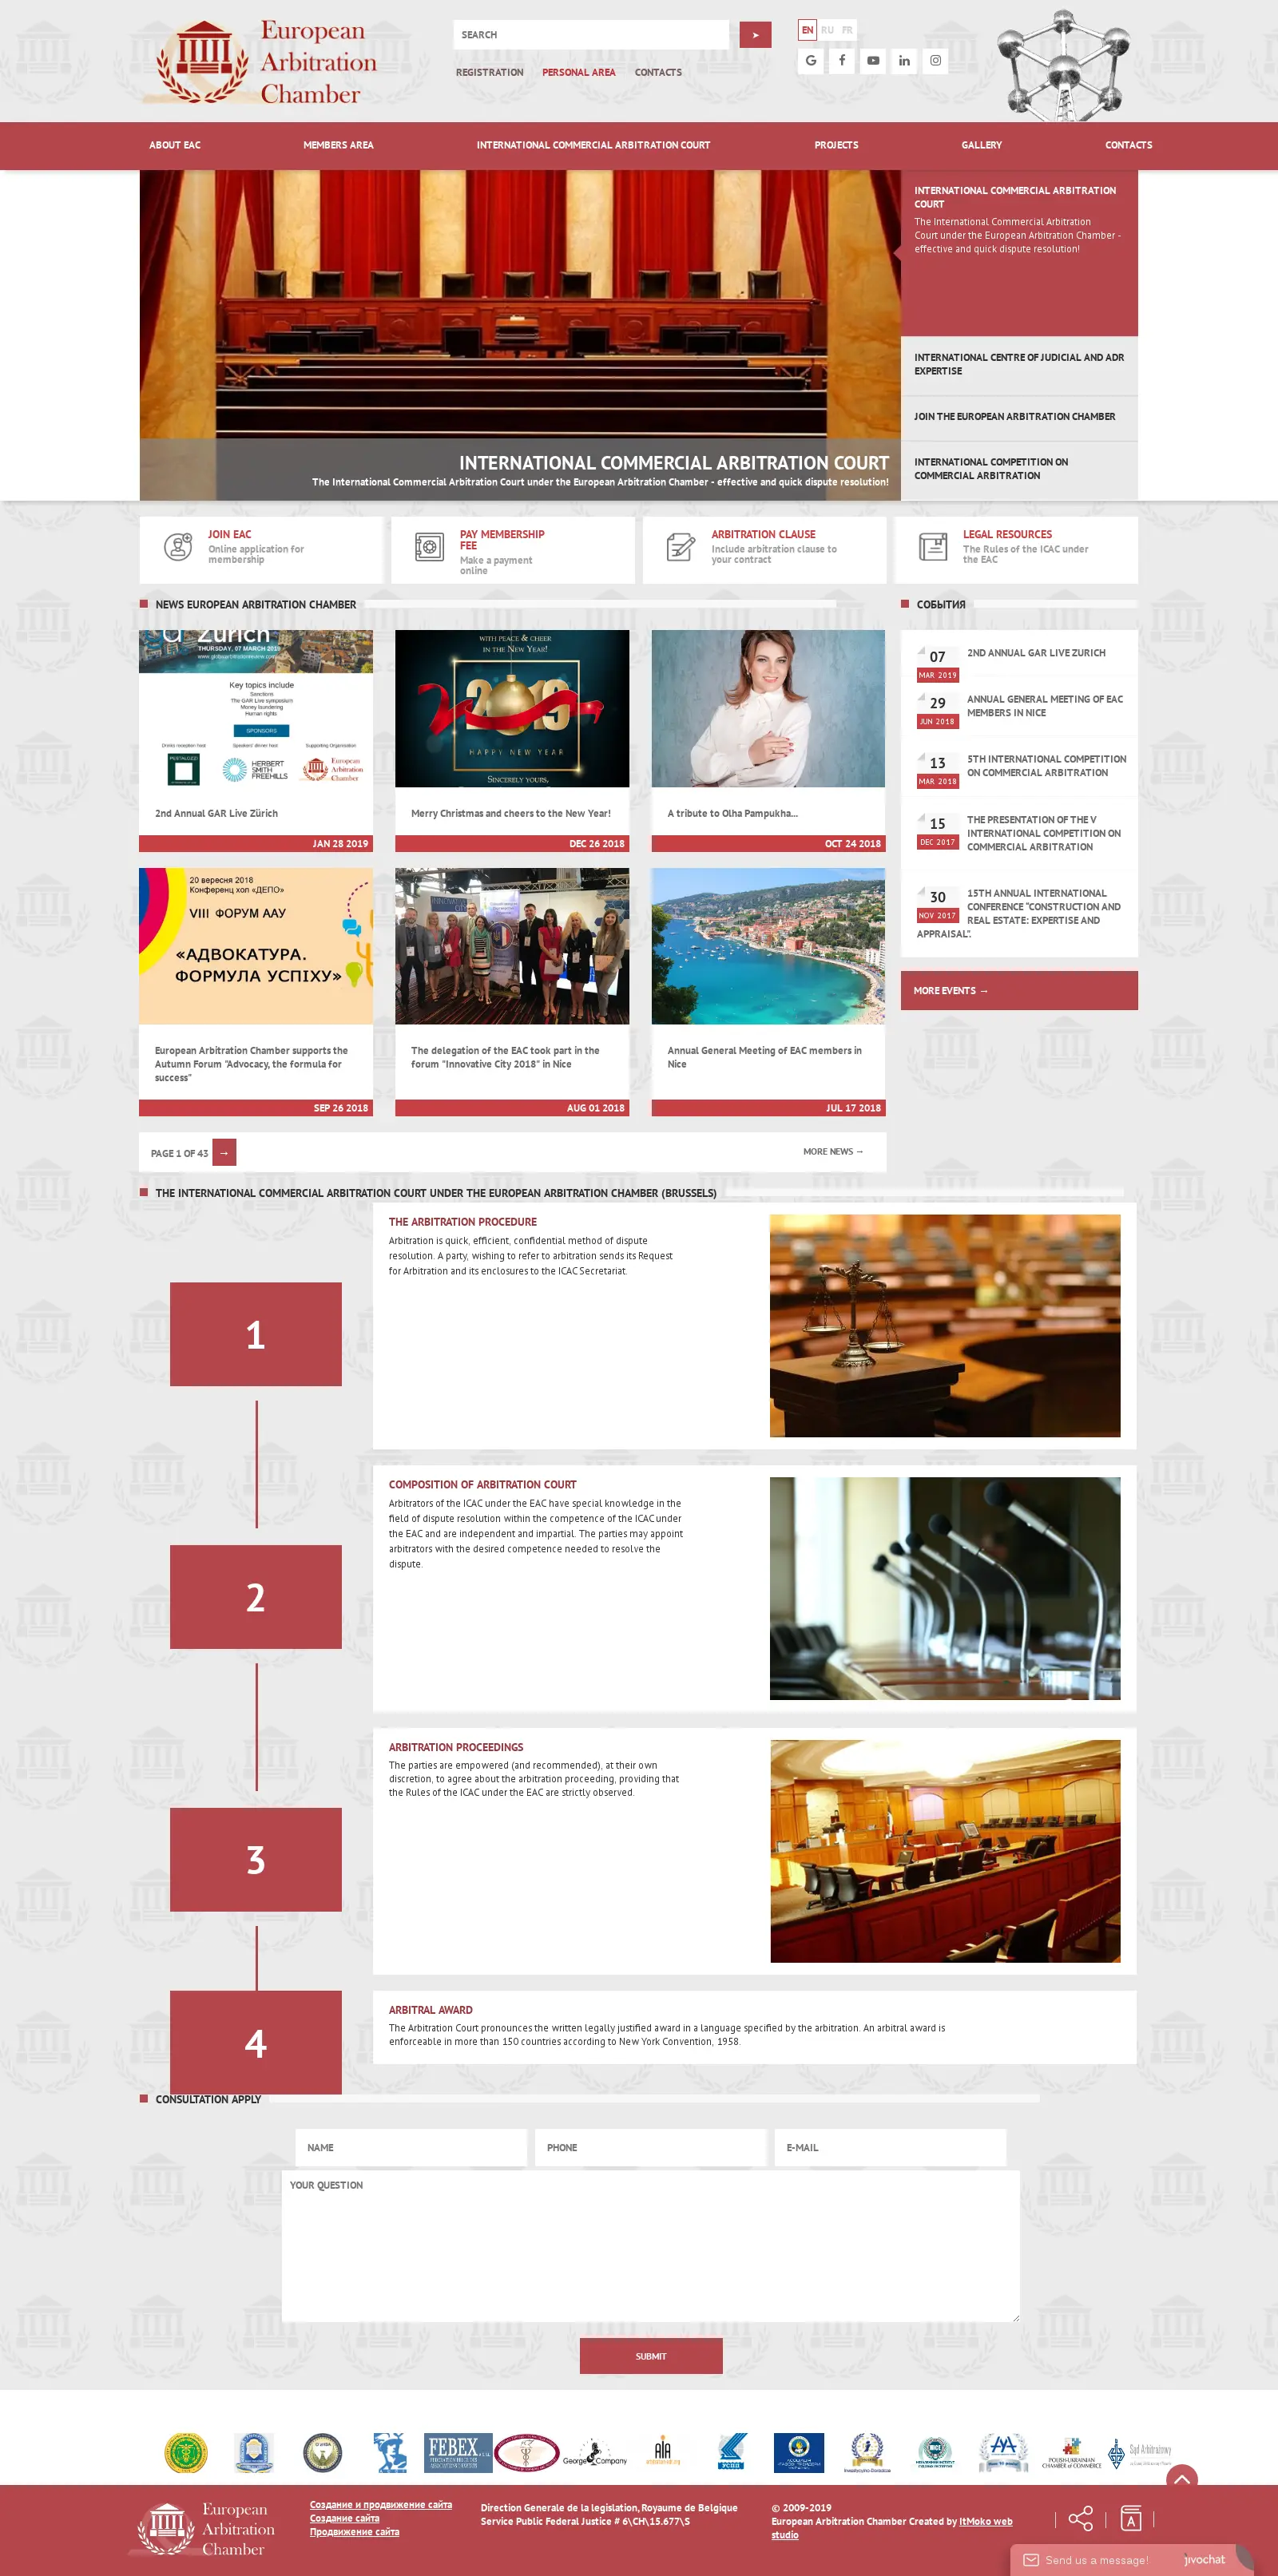 European
Arbitration
Chamber
SEARCH
➤
EN RU FR
REGISTRATION PERSONAL AREA CONTACTS
ABOUT EAC MEMBERS AREA INTERNATIONAL COMMERCIAL ARBITRATION COURT PROJECTS GALLERY CONTACTS
INTERNATIONAL COMMERCIAL ARBITRATION COURT
The International Commercial Arbitration Court under the European Arbitration Chamber - effective and quick dispute resolution!
INTERNATIONAL COMMERCIAL ARBITRATION
COURT
The International Commercial Arbitration
Court under the European Arbitration Chamber -
effective and quick dispute resolution!
INTERNATIONAL CENTRE OF JUDICIAL AND ADR
EXPERTISE
JOIN THE EUROPEAN ARBITRATION CHAMBER
INTERNATIONAL COMPETITION ON
COMMERCIAL ARBITRATION
JOIN EAC
Online application for
membership
PAY MEMBERSHIP
FEE
Make a payment
online
ARBITRATION CLAUSE
Include arbitration clause to
your contract
LEGAL RESOURCES
The Rules of the ICAC under
the EAC
NEWS EUROPEAN ARBITRATION CHAMBER
Zürich
THURSDAY, 07 MARCH 2019
Key topics include
Sanctions
The GAR Live symposium
Money laundering
Human rights
SPONSORS
Drinks reception host
Speakers' dinner host
Supporting Organisation
HERBERT
SMITH
FREEHILLS
European
Arbitration
Chamber
2nd Annual GAR Live Zürich
JAN 28 2019
WITH PEACE & CHEER
IN THE NEW YEAR!
2019
HAPPY NEW YEAR
SINCERELY YOURS,
Merry Christmas and cheers to the New Year!
DEC 26 2018
A tribute to Olha Pampukha...
OCT 24 2018
20 вересня 2018
Конференц хол «ДЕПО»
VIII ФОРУМ ААУ
«АДВОКАТУРА.
ФОРМУЛА УСПІХУ»
European Arbitration Chamber supports the
Autumn Forum "Advocacy, the formula for
success"
SEP 26 2018
The delegation of the EAC took part in the
forum "Innovative City 2018" in Nice
AUG 01 2018
Annual General Meeting of EAC members in
Nice
JUL 17 2018
PAGE 1 OF 43 →
MORE NEWS →
СОБЫТИЯ
07
MAR 2019
2ND ANNUAL GAR LIVE ZURICH
29
JUN 2018
ANNUAL GENERAL MEETING OF EAC
MEMBERS IN NICE
13
MAR 2018
5TH INTERNATIONAL COMPETITION
ON COMMERCIAL ARBITRATION
15
DEC 2017
THE PRESENTATION OF THE V
INTERNATIONAL COMPETITION ON
COMMERCIAL ARBITRATION
30
NOV 2017
15TH ANNUAL INTERNATIONAL
CONFERENCE "CONSTRUCTION AND
REAL ESTATE: EXPERTISE AND
APPRAISAL".
MORE EVENTS →
THE INTERNATIONAL COMMERCIAL ARBITRATION COURT UNDER THE EUROPEAN ARBITRATION CHAMBER (BRUSSELS)
1
THE ARBITRATION PROCEDURE
Arbitration is quick, efficient, confidential method of dispute
resolution. A party, wishing to refer to arbitration sends its Request
for Arbitration and its enclosures to the ICAC Secretariat.
2
COMPOSITION OF ARBITRATION COURT
Arbitrators of the ICAC under the EAC have special knowledge in the
field of dispute resolution within the competence of the ICAC under
the EAC and are independent and impartial. The parties may appoint
arbitrators with the desired competence needed to resolve the
dispute.
3
ARBITRATION PROCEEDINGS
The parties are empowered (and recommended), at their own
discretion, to agree about the arbitration proceeding, providing that
the Rules of the ICAC under the EAC are strictly observed.
4
ARBITRAL AWARD
The Arbitration Court pronounces the written legally justified award in a language specified by the arbitration. An arbitral award is
enforceable in more than 150 countries according to New York Convention, 1958.
CONSULTATION APPLY
NAME
PHONE
E-MAIL
YOUR QUESTION
SUBMIT
FEBEX
George Company
AIA
УСПП
POLISH-UKRAINIAN
CHAMBER of COMMERCE
Sąd Arbitrażowy
European
Arbitration
Chamber
Создание и продвижение сайта
Создание сайта
Продвижение сайта
Direction Generale de la legislation, Royaume de Belgique
Service Public Federal Justice # 6\CH\15.677\S
© 2009-2019
European Arbitration Chamber Created by ItMoko web
studio
A
Send us a message!
jivochat